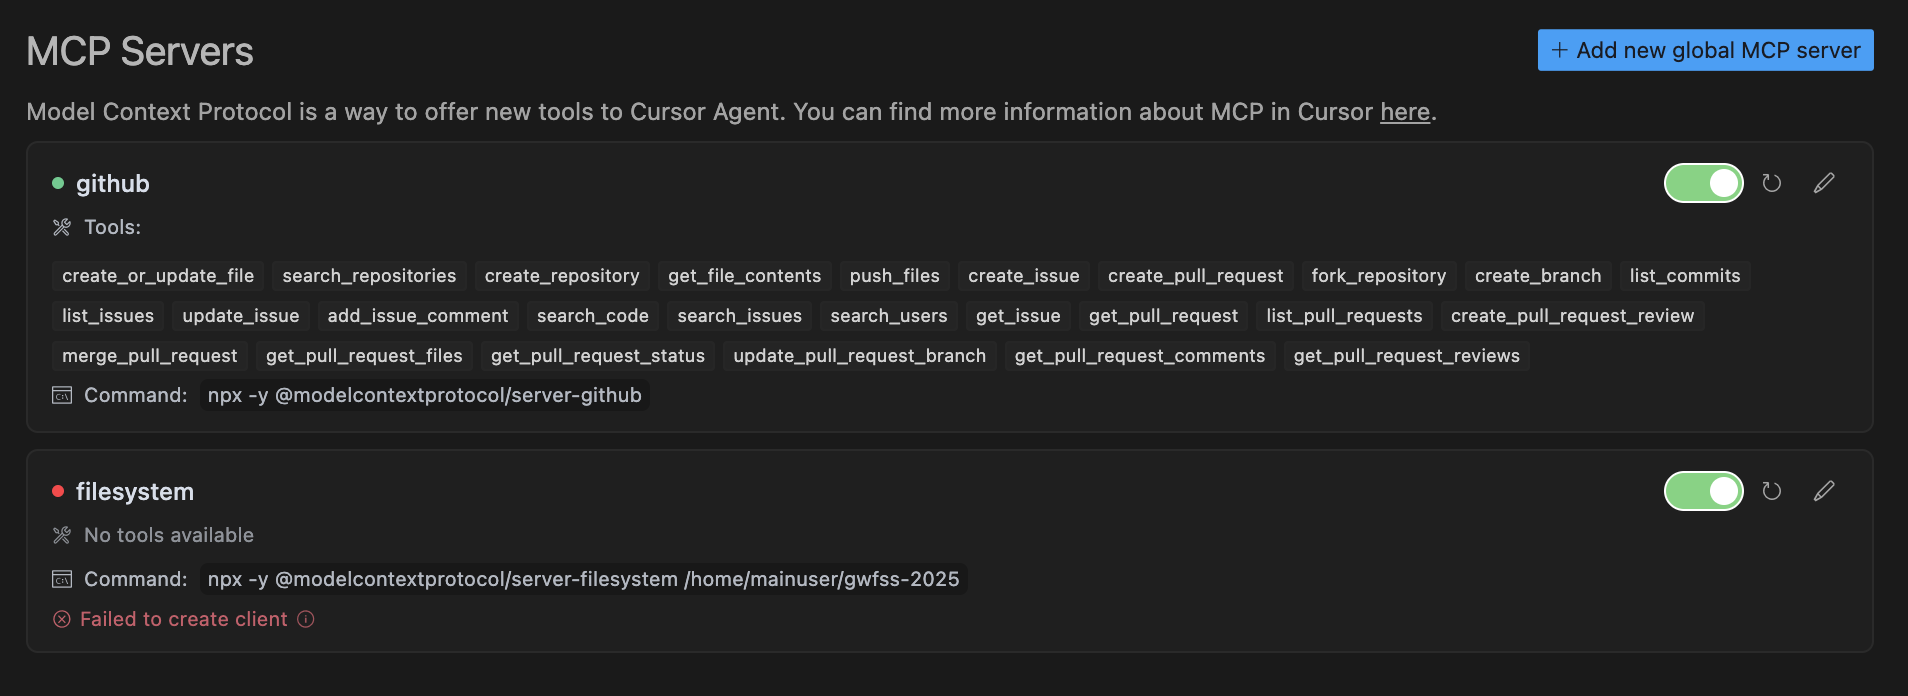 MCP Servers
+ Add new global MCP server
Model Context Protocol is a way to offer new tools to Cursor Agent. You can find more information about MCP in Cursor here.
github
Tools:
create_or_update_file search_repositories create_repository get_file_contents push_files create_issue create_pull_request fork_repository create_branch list_commits
list_issues update_issue add_issue_comment search_code search_issues search_users get_issue get_pull_request list_pull_requests create_pull_request_review
merge_pull_request get_pull_request_files get_pull_request_status update_pull_request_branch get_pull_request_comments get_pull_request_reviews
Command: npx -y @modelcontextprotocol/server-github
filesystem
No tools available
Command: npx -y @modelcontextprotocol/server-filesystem /home/mainuser/gwfss-2025
Failed to create client